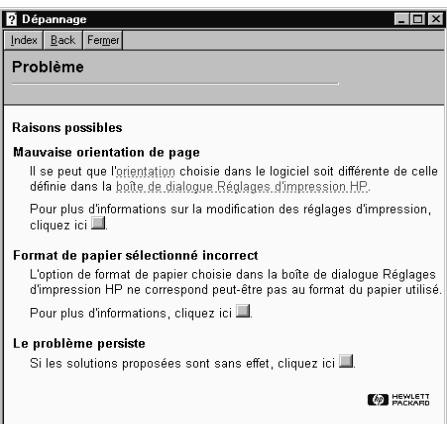 Dépannage
Index Back Fermer
Problème
Raisons possibles
Mauvaise orientation de page
Il se peut que l'orientation choisie dans le logiciel soit différente de celle
définie dans la boîte de dialogue Réglages d'impression HP.
Pour plus d'informations sur la modification des réglages d'impression,
cliquez ici .
Format de papier sélectionné incorrect
L'option de format de papier choisie dans la boîte de dialogue Réglages
d'impression HP ne correspond peut-être pas au format du papier utilisé.
Pour plus d'informations, cliquez ici .
Le problème persiste
Si les solutions proposées sont sans effet, cliquez ici .
hp HEWLETT
PACKARD